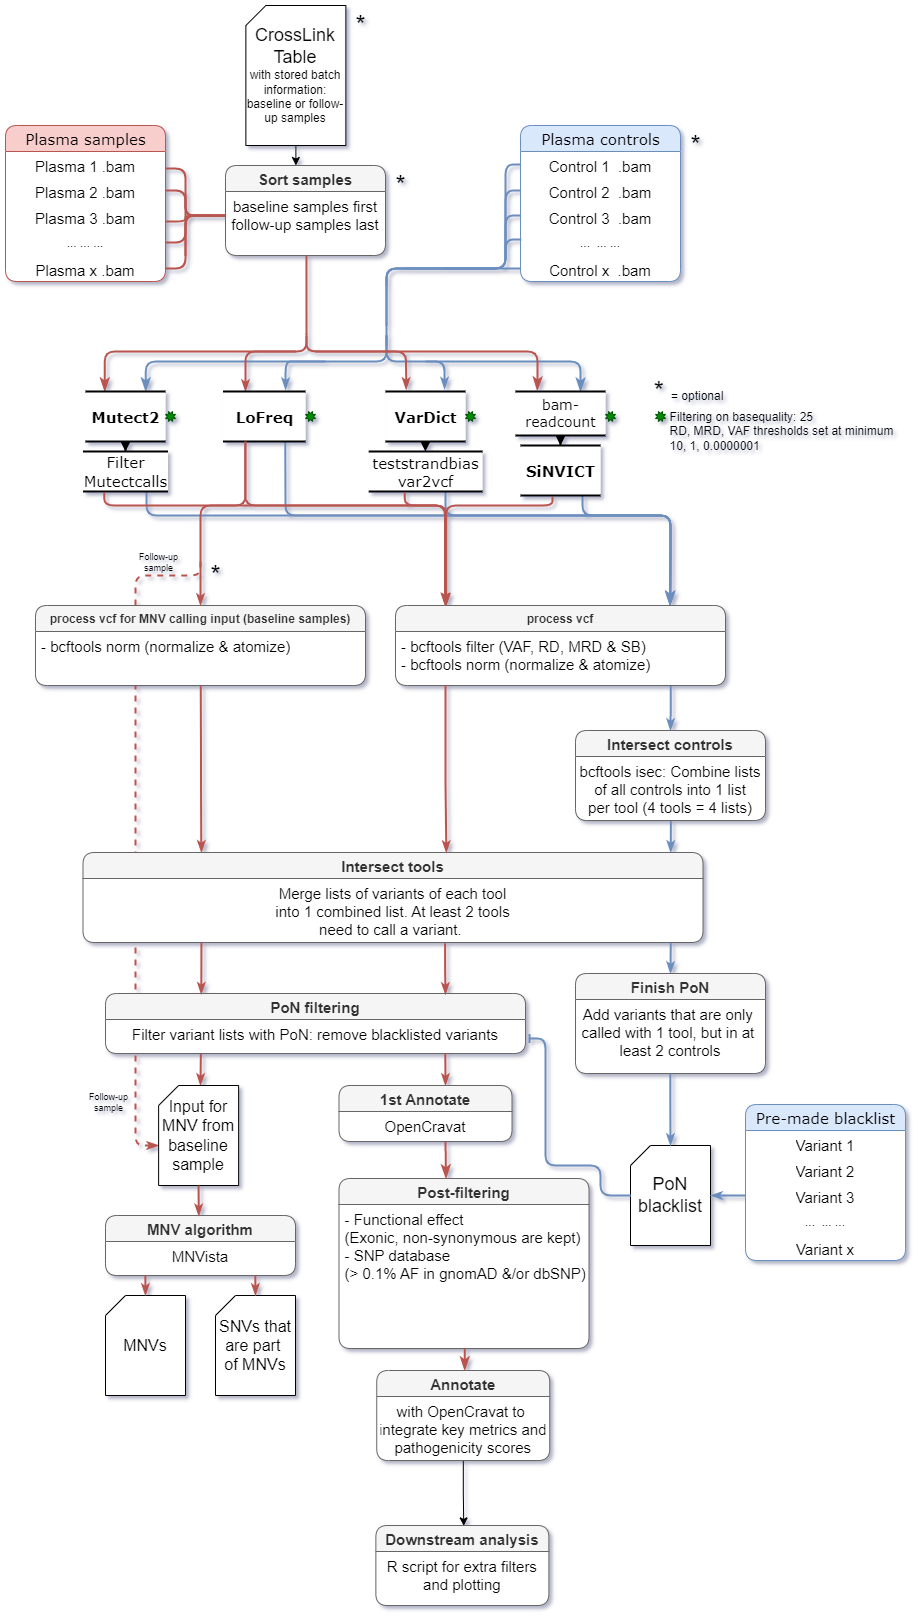 CrossLink
Table
with stored batch
information:
baseline or follow-
up samples
*
Plasma samples
Plasma 1 .bam
Plasma 2 .bam
Plasma 3 .bam
... ... ...
Plasma x .bam
Sort samples
baseline samples first
follow-up samples last
*
Plasma controls
Control 1 .bam
Control 2 .bam
Control 3 .bam
... ... ...
Control x .bam
*
Mutect2
Filter
Mutectcalls
LoFreq
VarDict
teststrandbias
var2vcf
bam-
readcount
SiNVICT
*
= optional
Filtering on basequality: 25
RD, MRD, VAF thresholds set at minimum
10, 1, 0.0000001
Follow-up
sample
*
process vcf for MNV calling input (baseline samples)
- bcftools norm (normalize & atomize)
process vcf
- bcftools filter (VAF, RD, MRD & SB)
- bcftools norm (normalize & atomize)
Intersect controls
bcftools isec: Combine lists
of all controls into 1 list
per tool (4 tools = 4 lists)
Intersect tools
Merge lists of variants of each tool
into 1 combined list. At least 2 tools
need to call a variant.
PoN filtering
Filter variant lists with PoN: remove blacklisted variants
Finish PoN
Add variants that are only
called with 1 tool, but in at
least 2 controls
Follow-up
sample
Input for
MNV from
baseline
sample
1st Annotate
OpenCravat
Pre-made blacklist
Variant 1
Variant 2
Variant 3
... ... ...
Variant x
PoN
blacklist
Post-filtering
- Functional effect
(Exonic, non-synonymous are kept)
- SNP database
(> 0.1% AF in gnomAD &/or dbSNP)
MNV algorithm
MNVista
MNVs
SNVs that
are part
of MNVs
Annotate
with OpenCravat to
integrate key metrics and
pathogenicity scores
Downstream analysis
R script for extra filters
and plotting